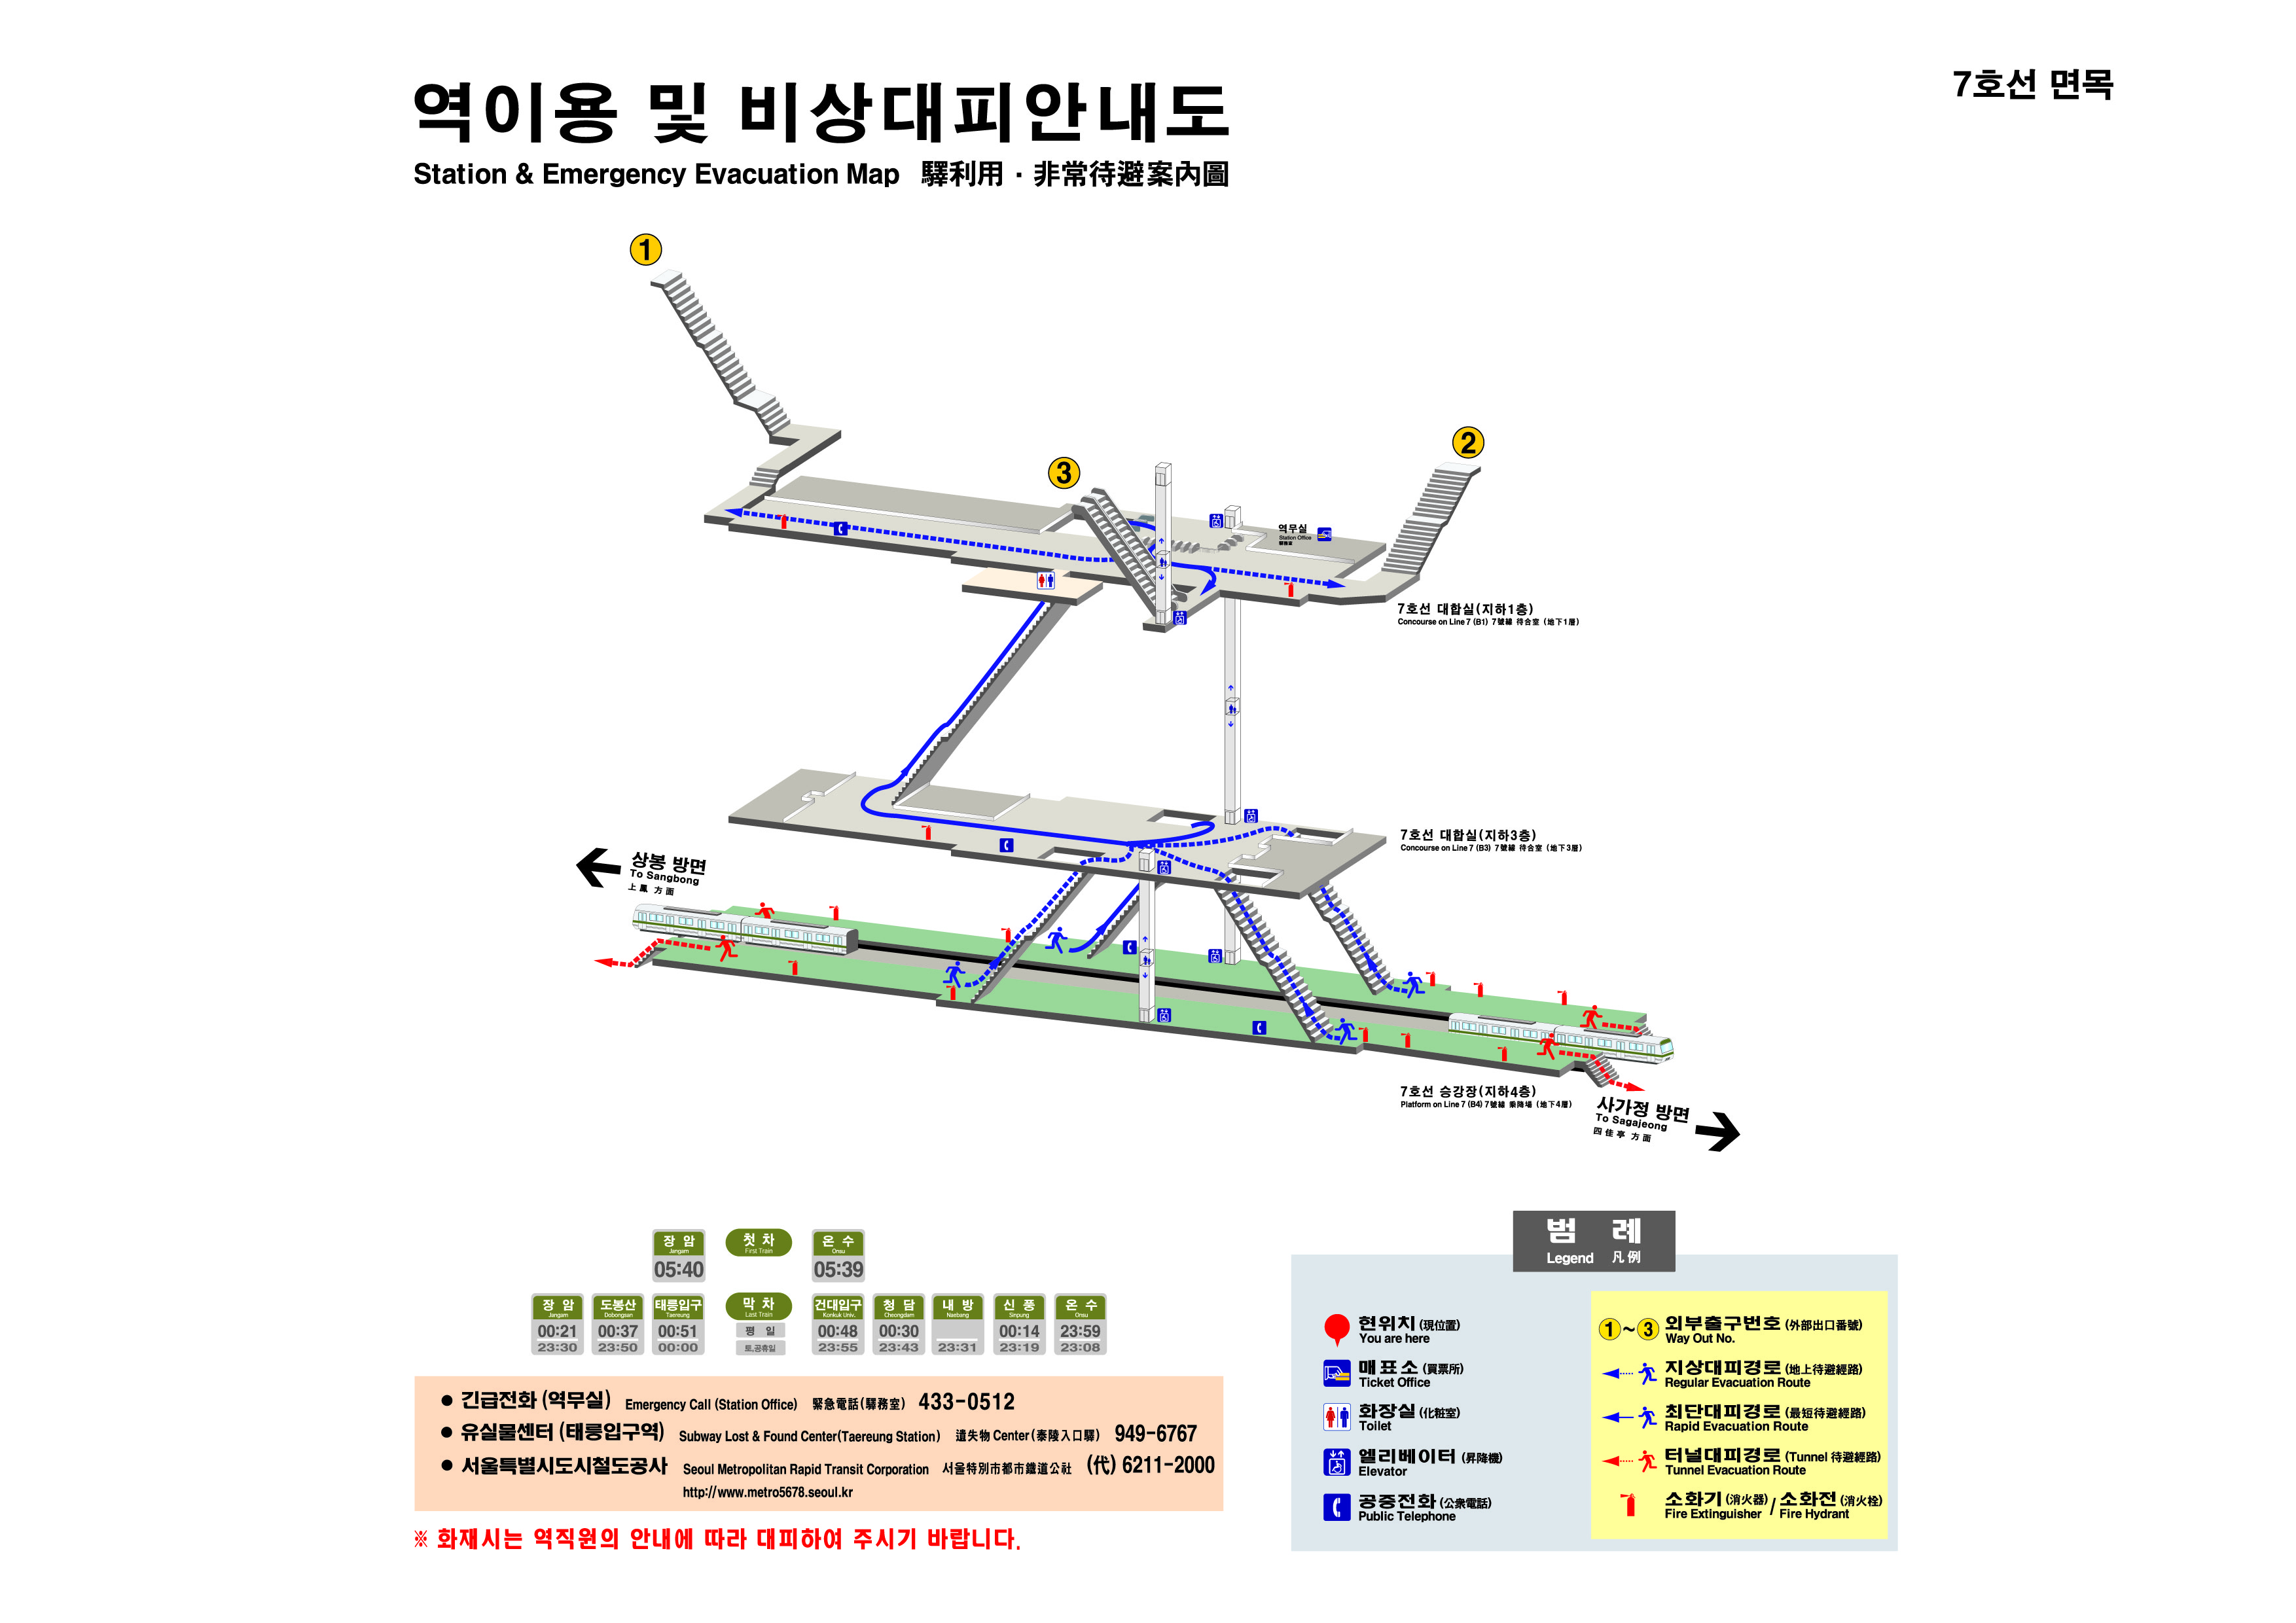 7호선 면목
역이용 및 비상대피안내도
Station & Emergency Evacuation Map 驛利用 · 非常待避案內圖
1
2
3
역무실
Station Office
驛務室
7호선 대합실(지하1층)
Concourse on Line 7 (B1) 7號線 待合室 (地下1層)
7호선 대합실(지하3층)
Concourse on Line 7 (B3) 7號線 待合室 (地下3層)
상봉 방면
To Sangbong
上鳳 方面
7호선 승강장(지하4층)
Platform on Line 7 (B4) 7號線 乘降場 (地下4層)
사가정 방면
To Sagajeong
四佳亭 方面
장 암 첫 차 온 수
Jangam First Train Onsu
05:40 05:39
장 암 도봉산 태릉입구 막 차 건대입구 청 담 내 방 신 풍 온 수
Jangam Dobongsan Taereung Last Train Konkuk Univ. Cheongdam Naebang Sinpung Onsu
00:21 00:37 00:51 평 일 00:48 00:30 00:14 23:59
23:30 23:50 00:00 토,공휴일 23:55 23:43 23:31 23:19 23:08
● 긴급전화 (역무실) Emergency Call (Station Office) 緊急電話(驛務室) 433-0512
● 유실물센터 (태릉입구역) Subway Lost & Found Center(Taereung Station) 遺失物 Center(泰陵入口驛) 949-6767
● 서울특별시도시철도공사 Seoul Metropolitan Rapid Transit Corporation 서울特別市都市鐵道公社 (代) 6211-2000
http://www.metro5678.seoul.kr
※ 화재시는 역직원의 안내에 따라 대피하여 주시기 바랍니다.
범 례
Legend 凡例
현위치 (現位置)
You are here
매표소 (買票所)
Ticket Office
화장실 (化粧室)
Toilet
엘리베이터 (昇降機)
Elevator
공중전화 (公衆電話)
Public Telephone
1 ~ 3 외부출구번호 (外部出口番號)
Way Out No.
지상대피경로 (地上待避經路)
Regular Evacuation Route
최단대피경로 (最短待避經路)
Rapid Evacuation Route
터널대피경로 (Tunnel 待避經路)
Tunnel Evacuation Route
소화기 (消火器) / 소화전 (消火栓)
Fire Extinguisher / Fire Hydrant